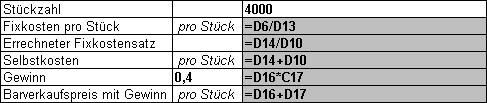 Stückzahl 4000
Fixkosten pro Stück pro Stück =D6/D13
Errechneter Fixkostensatz =D14/D10
Selbstkosten pro Stück =D14+D10
Gewinn 0,4 =D16*C17
Barverkaufspreis mit Gewinn pro Stück =D16+D17